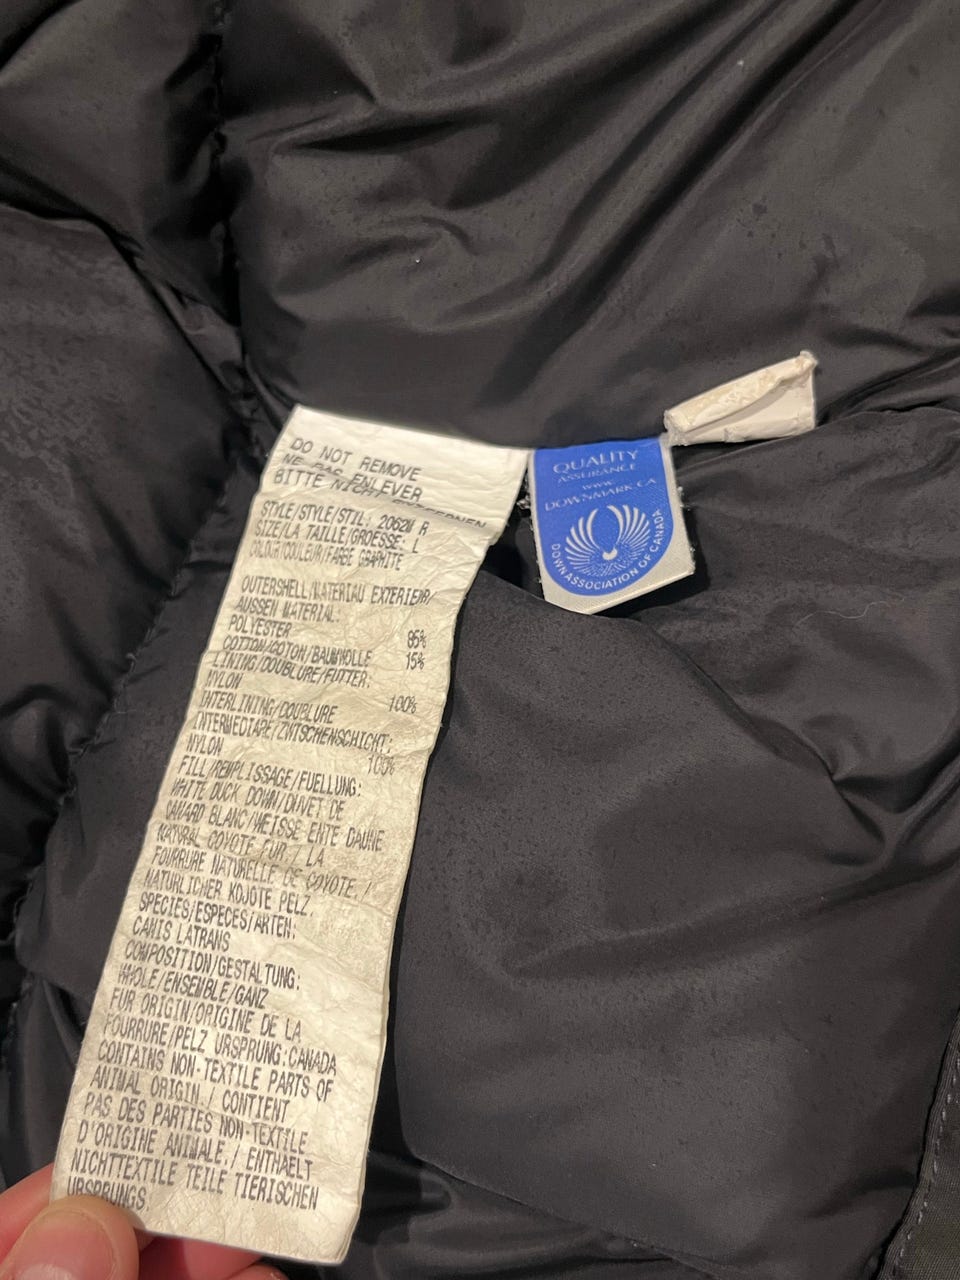 DO NOT REMOVE
NE PAS ENLEVER
BITTE NICHT ENTFERNEN
STYLE/STYLE/STIL: 2062M R
SIZE/LA TAILLE/GROESSE: L
COLOUR/COULEUR/FARBE GRAPHITE
OUTERSHELL/MATERIAU EXTERIEUR/
AUSSEN MATERIAL:
POLYESTER 85%
COTTON/COTON/BAUMWOLLE 15%
LINING/DOUBLURE/FUTTER:
NYLON 100%
INTERLINING/DOUBLURE
INTERMEDIAPE/ZWISCHENSCHICHT:
NYLON 100%
FILL/REMPLISSAGE/FUELLUNG:
WHITE DUCK DOWN/DUVET DE
CANARD BLANC/WEISSE ENTE DAUNE
NATURAL COYOTE FUR / LA
FOURRURE NATURELLE DE COYOTE /
NATURLICHER KOJOTE PELZ.
SPECIES/ESPECES/ARTEN:
CANIS LATRANS
COMPOSITION/GESTALTUNG:
WHOLE/ENSEMBLE/GANZ
FUR ORIGIN/ORIGINE DE LA
FOURRURE/PELZ URSPRUNG:CANADA
CONTAINS NON-TEXTILE PARTS OF
ANIMAL ORIGIN / CONTIENT
PAS DES PARTIES NON-TEXTILE
D'ORIGINE ANIMALE / ENTHAELT
NICHTTEXTILE TEILE TIERISCHEN
URSPRUNGS
QUALITY
ASSURANCE
www.
DOWNMARK.CA
DOWN ASSOCIATION OF CANADA